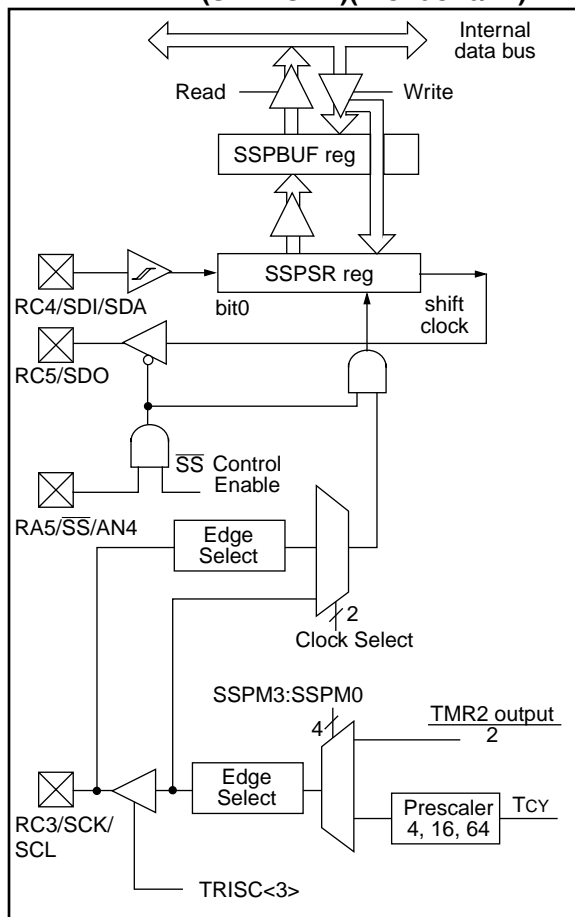 Internal
data bus
Read
Write
SSPBUF reg
SSPSR reg
RC4/SDI/SDA
bit0
shift
clock
RC5/SDO
SS Control
Enable
RA5/SS/AN4
Edge
Select
2
Clock Select
SSPM3:SSPM0
4
TMR2 output
2
Edge
Select
Prescaler
4, 16, 64
TCY
RC3/SCK/
SCL
TRISC<3>